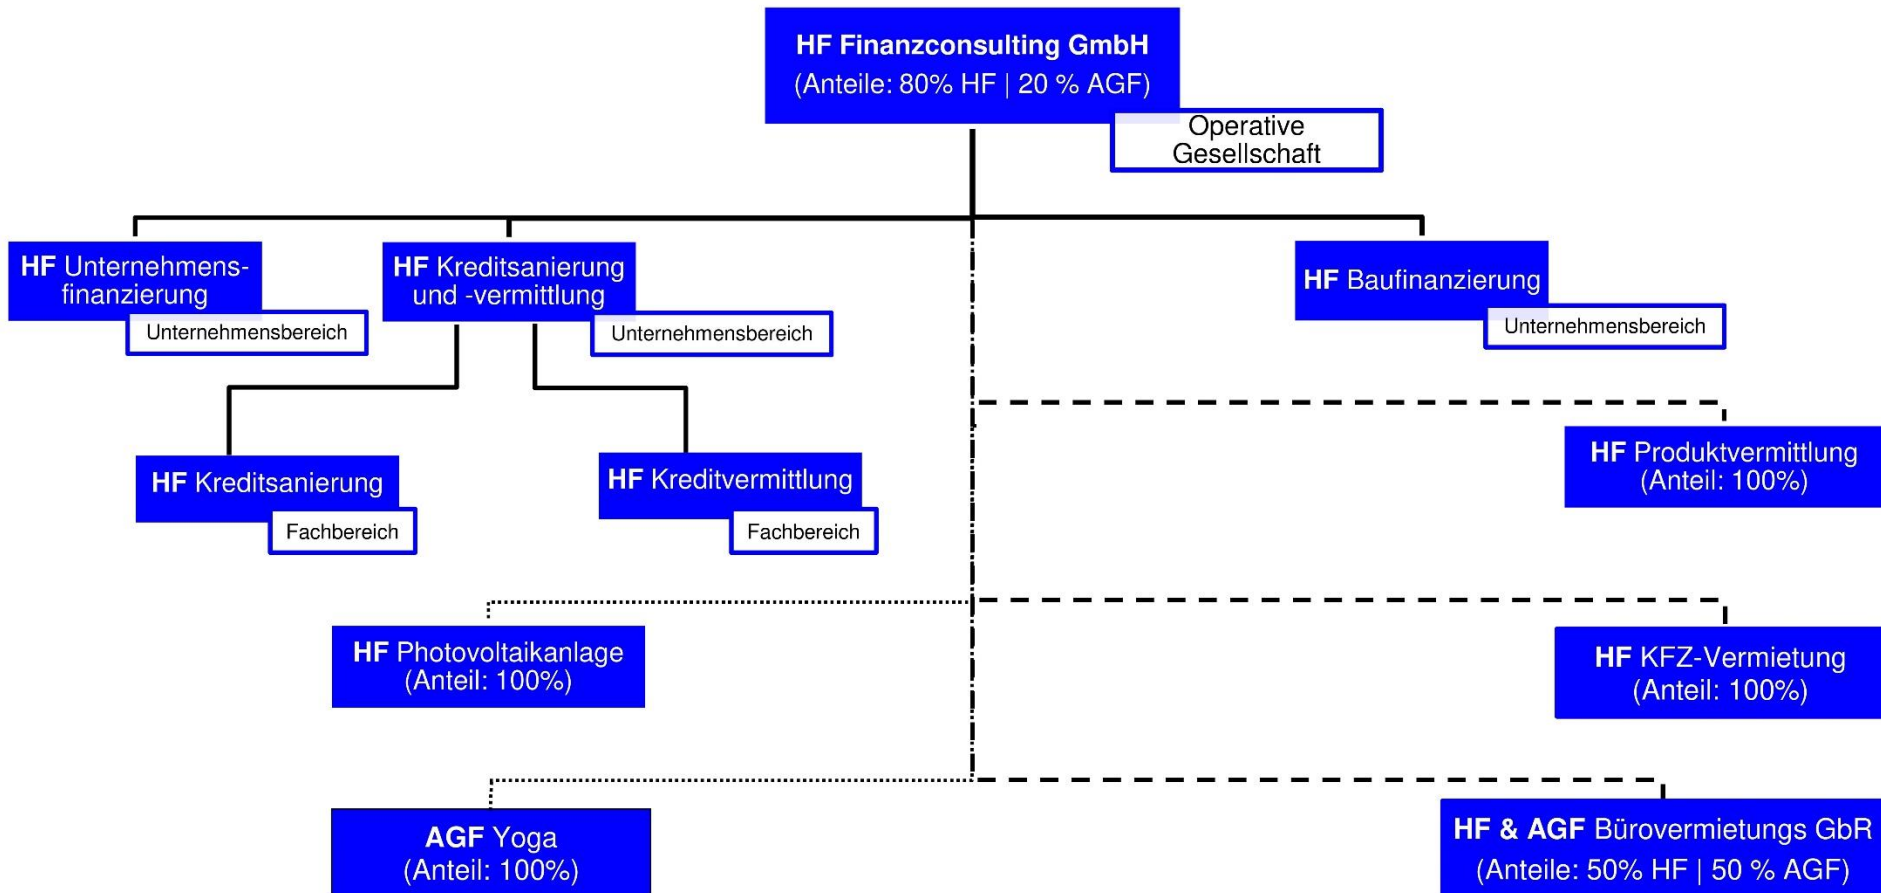 HF Finanzconsulting GmbH
(Anteile: 80% HF | 20 % AGF)
Operative
Gesellschaft
HF Unternehmens-
finanzierung
Unternehmensbereich
HF Kreditsanierung
und -vermittlung
Unternehmensbereich
HF Baufinanzierung
Unternehmensbereich
HF Kreditsanierung
Fachbereich
HF Kreditvermittlung
Fachbereich
HF Produktvermittlung
(Anteil: 100%)
HF Photovoltaikanlage
(Anteil: 100%)
HF KFZ-Vermietung
(Anteil: 100%)
AGF Yoga
(Anteil: 100%)
HF & AGF Bürovermietungs GbR
(Anteile: 50% HF | 50 % AGF)